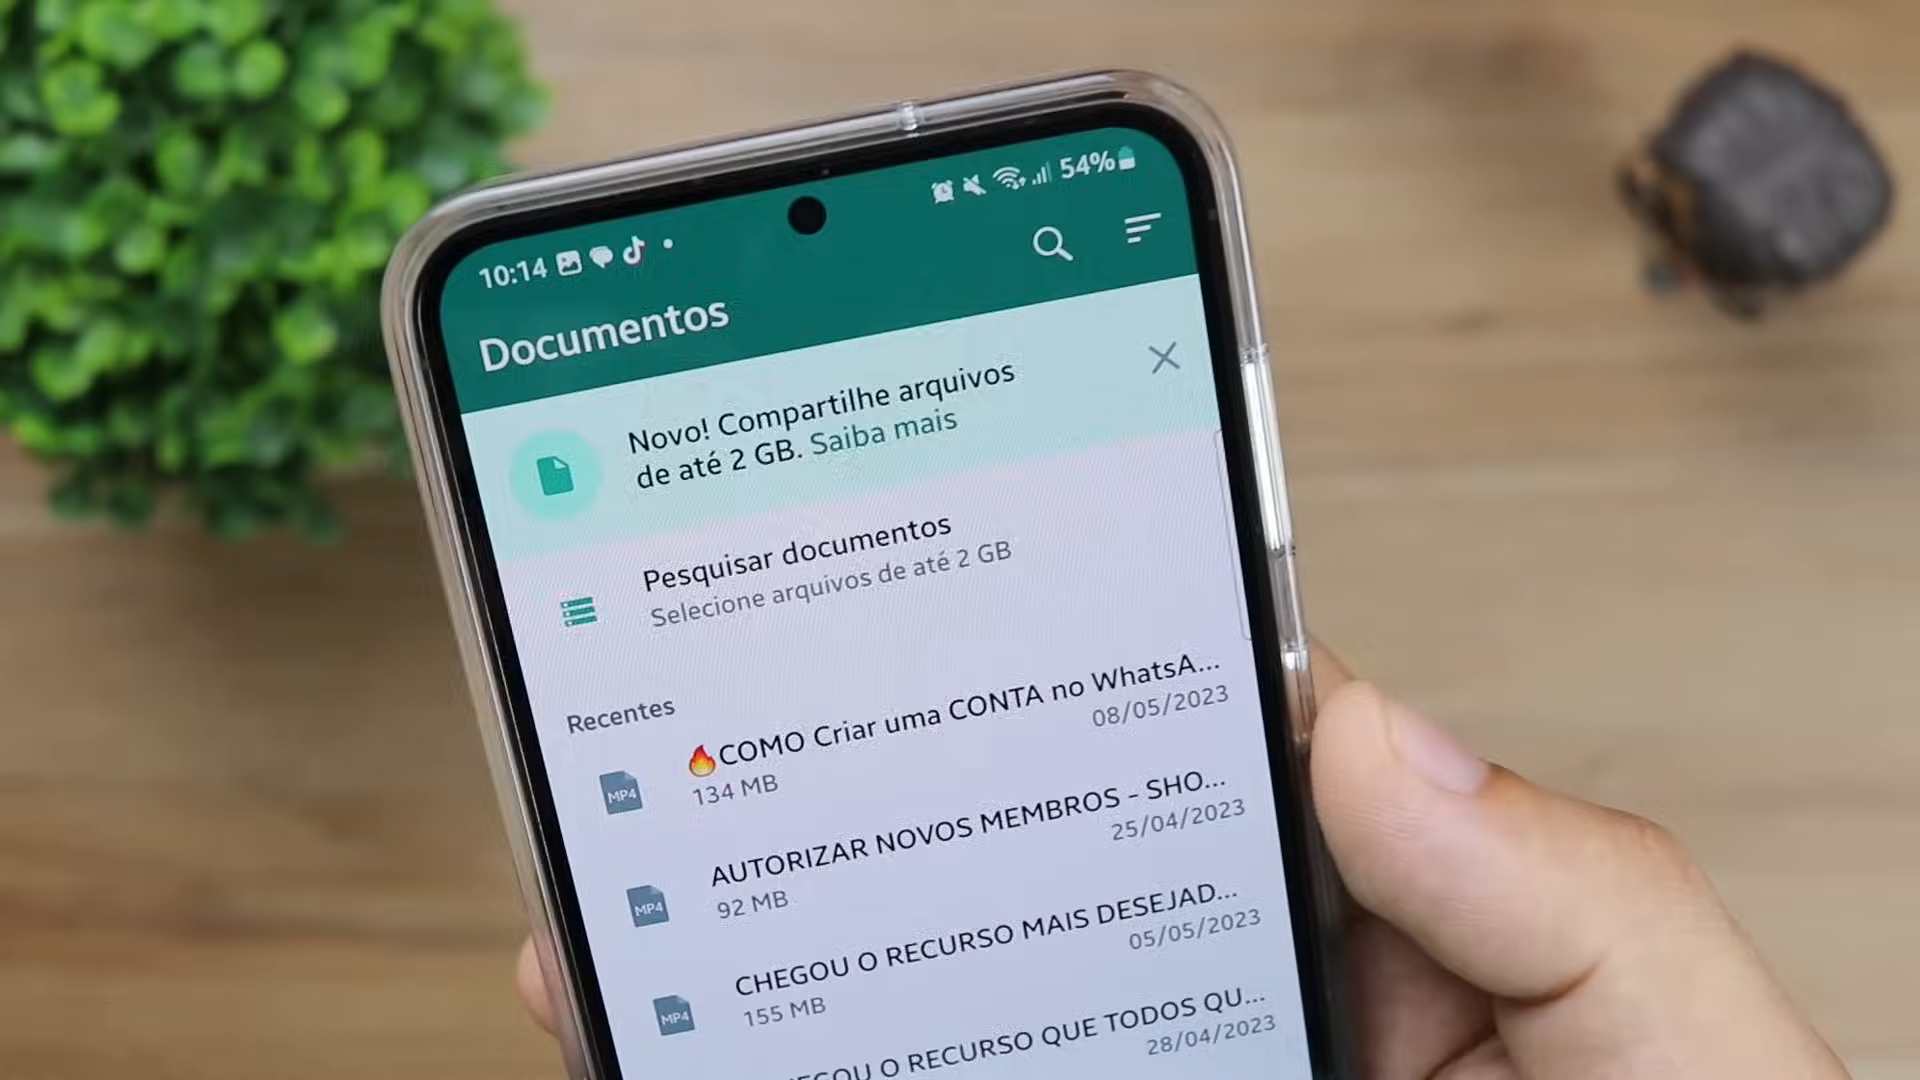 10:14
54%
Documentos
Novo! Compartilhe arquivos
de até 2 GB. Saiba mais
Pesquisar documentos
Selecione arquivos de até 2 GB
Recentes
🔥COMO Criar uma CONTA no WhatsA...
08/05/2023
MP4
134 MB
AUTORIZAR NOVOS MEMBROS - SHO...
25/04/2023
MP4
92 MB
CHEGOU O RECURSO MAIS DESEJAD...
05/05/2023
MP4
155 MB
O RECURSO QUE TODOS QU...
28/04/2023